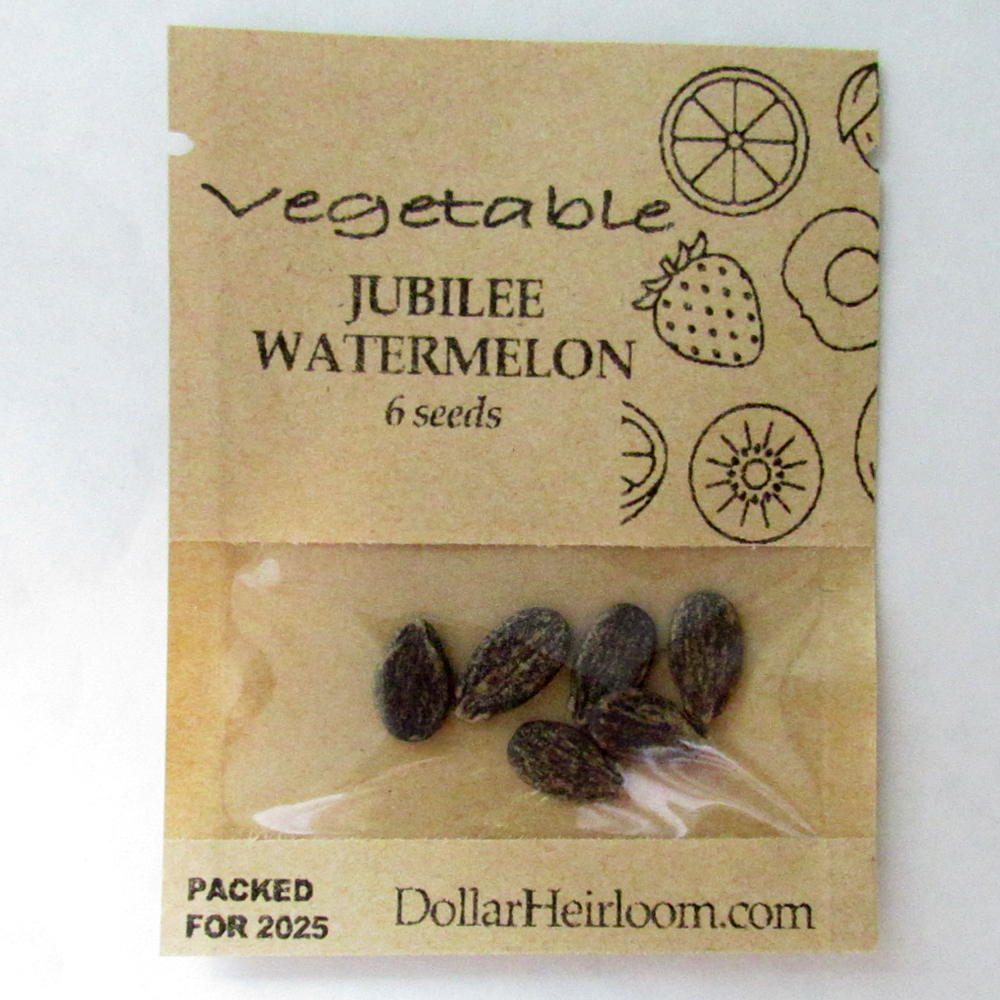 Vegetable
JUBILEE
WATERMELON
6 seeds
PACKED
FOR 2025
DollarHeirloom.com